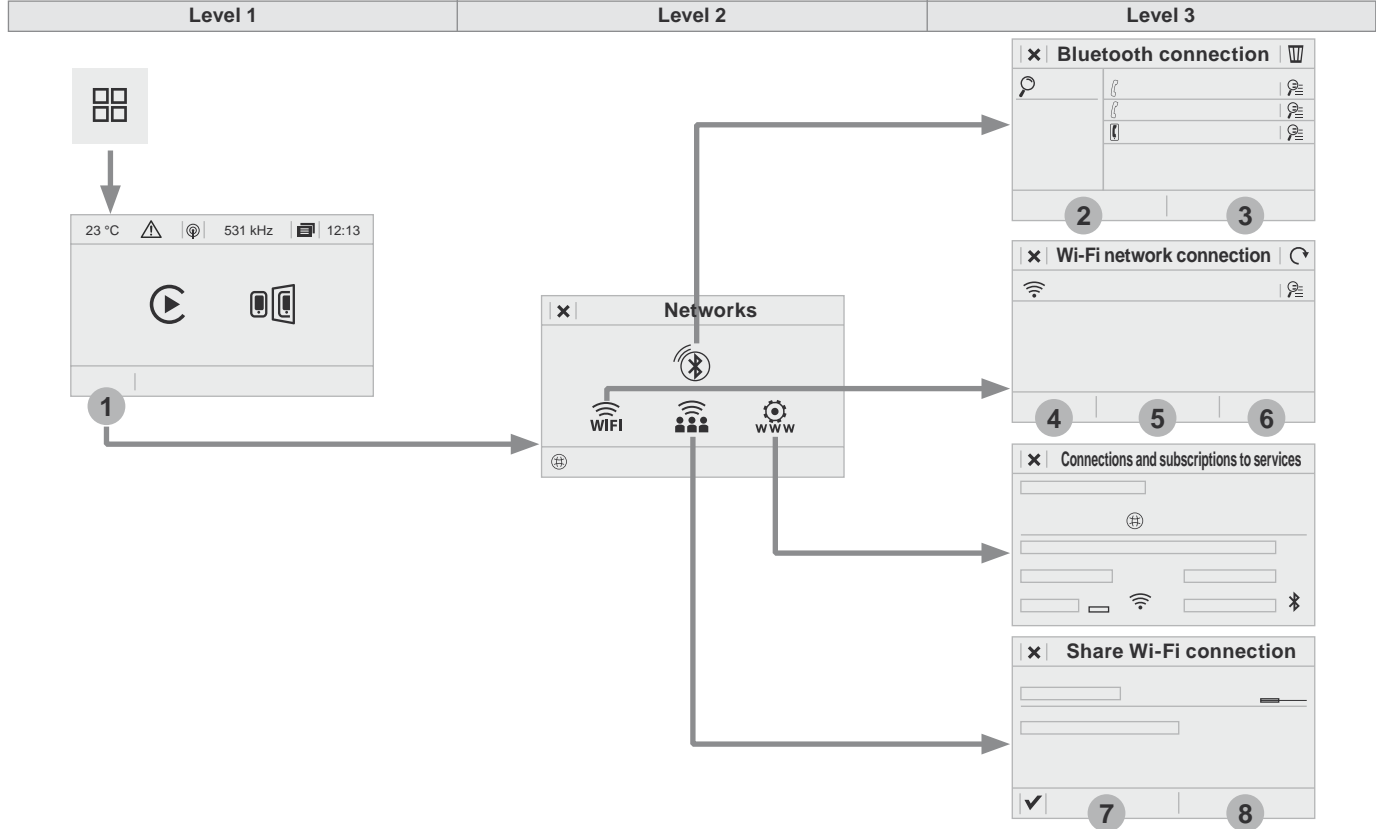 Level 1
Level 2
Level 3
Bluetooth connection
23 °C
531 kHz
12:13
2
3
Wi-Fi network connection
Networks
WIFI
www
1
4
5
6
Connections and subscriptions to services
Share Wi-Fi connection
7
8